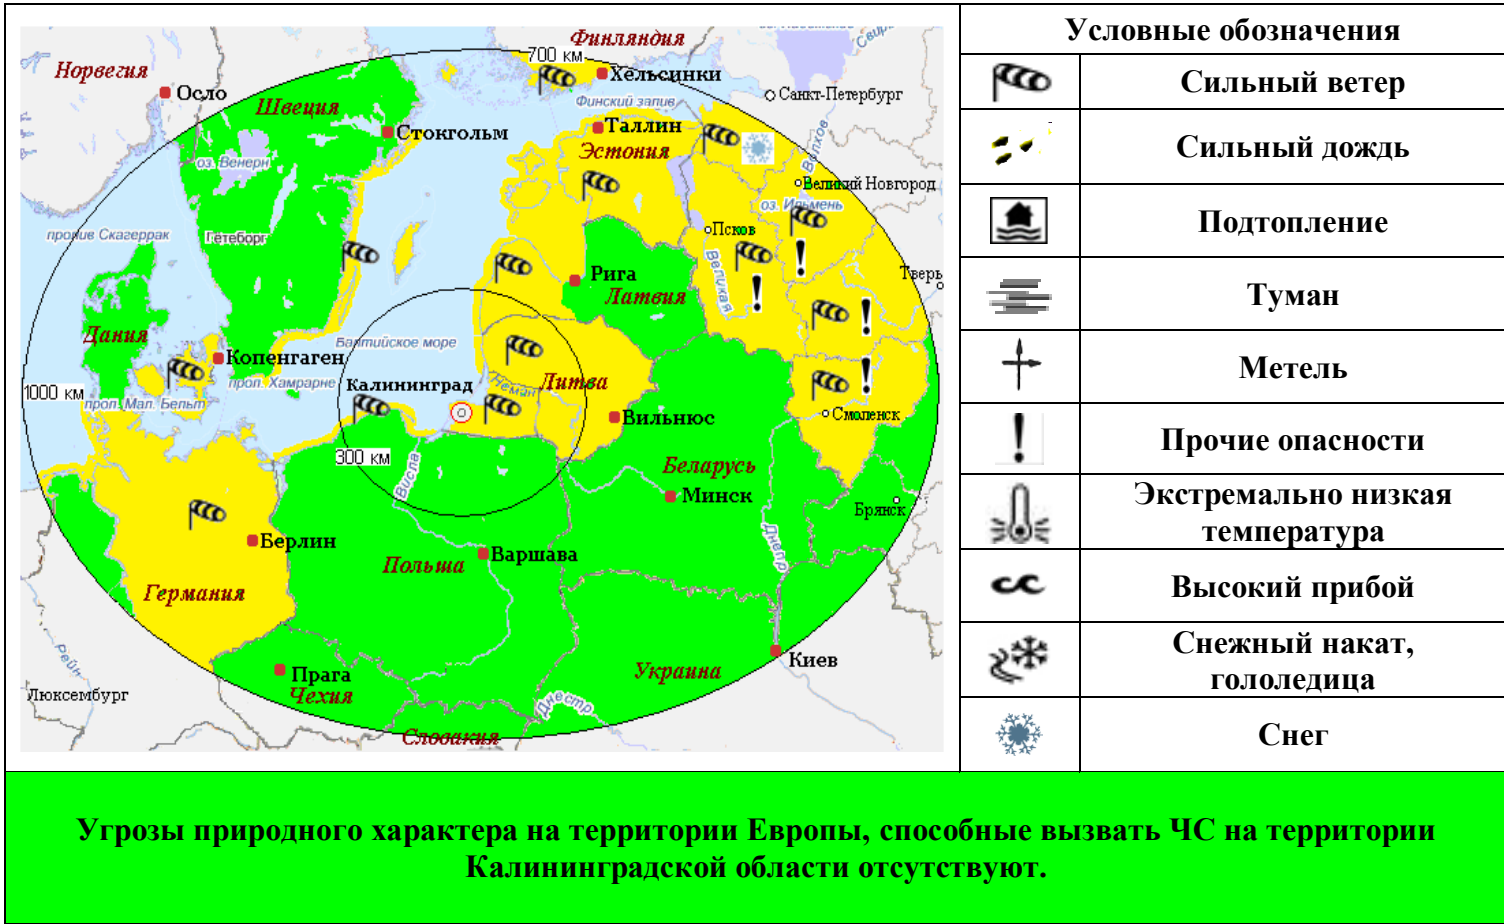 Финляндия
700 км
Хельсинки
Норвегия
Осло
Швеция
Финский залив
Санкт-Петербург
Свирь
Стокгольм
Таллин
Эстония
Волхов
оз. Венерн
Великий Новгород
оз. Ильмень
пролив Скагеррак
Гётеборг
Псков
Великая
Рига
Латвия
Тверь
Дания
Копенгаген
Балтийское море
1000 км
прол. Хамрарне
Калининград
Неман
Литва
прол. Мал. Бельт
Вильнюс
Смоленск
300 км
Висла
Беларусь
Минск
Брянск
Днепр
Берлин
Польша
Варшава
Германия
Рейн
Прага
Чехия
Украина
Киев
Люксембург
Днестр
Словакия
Условные обозначения
Сильный ветер
Сильный дождь
Подтопление
Туман
Метель
Прочие опасности
Экстремально низкая
температура
Высокий прибой
Снежный накат,
гололедица
Снег
Угрозы природного характера на территории Европы, способные вызвать ЧС на территории
Калининградской области отсутствуют.